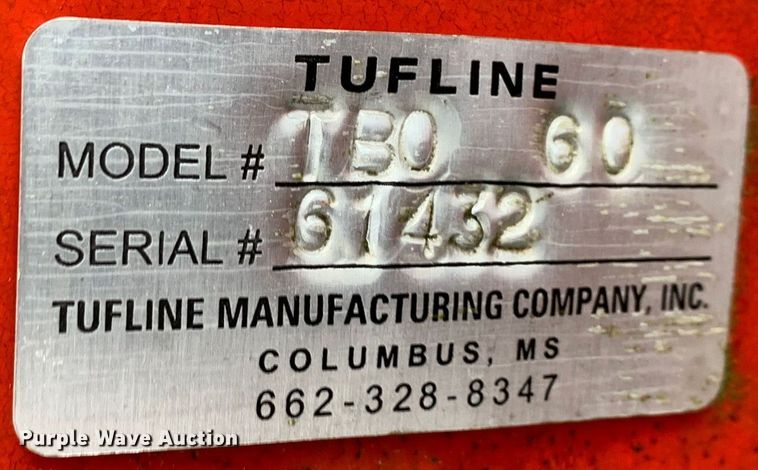 TUFLINE
MODEL # TBO 60
SERIAL # 61432
TUFLINE MANUFACTURING COMPANY, INC.
COLUMBUS, MS
662-328-8347
Purple Wave Auction